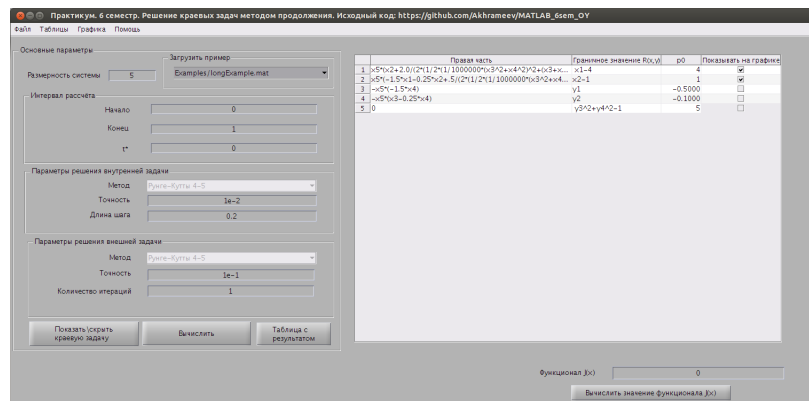 Практикум. 6 семестр. Решение краевых задач методом продолжения. Исходный код: https://github.com/Akhrameev/MATLAB_6sem_OY
Файл Таблицы Графика Помощь
Основные параметры
Загрузить пример
Размерность системы 5 Examples/longExample.mat
Интервал рассчёта
Начало 0
Конец 1
t* 0
Параметры решения внутренней задачи
Метод Рунге-Кутты 4-5
Точность 1e-2
Длина шага 0.2
Параметры решения внешней задачи
Метод Рунге-Кутты 4-5
Точность 1e-1
Количество итераций 1
Показать\скрыть краевую задачу
Вычислить
Таблица с результатом
Правая часть Граничное значение R(x,y) p0 Показывать на графике
1 x5*(x2+2.0/(2*(1/2*(1/1000000*(x3^2+x4^2)^2+(x3+x... x1-4 4
2 x5*(-1.5*x1-0.25*x2+.5/(2*(1/2*(1/1000000*(x3^2+x4... x2-1 1
3 -x5*(-1.5*x4) y1 -0.5000
4 -x5*(x3-0.25*x4) y2 -0.1000
5 0 y3^2+y4^2-1 5
Функционал J(x) 0
Вычислить значение функционала J(x)